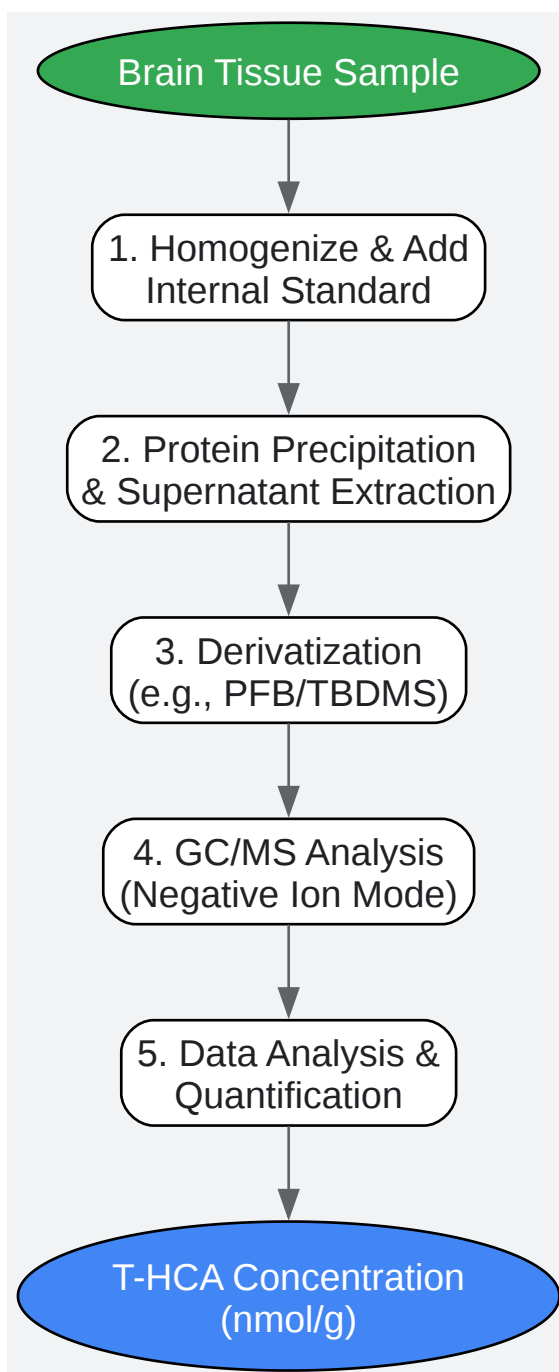 Brain Tissue Sample
1. Homogenize & Add
Internal Standard
2. Protein Precipitation
& Supernatant Extraction
3. Derivatization
(e.g., PFB/TBDMS)
4. GC/MS Analysis
(Negative Ion Mode)
5. Data Analysis &
Quantification
T-HCA Concentration
(nmol/g)